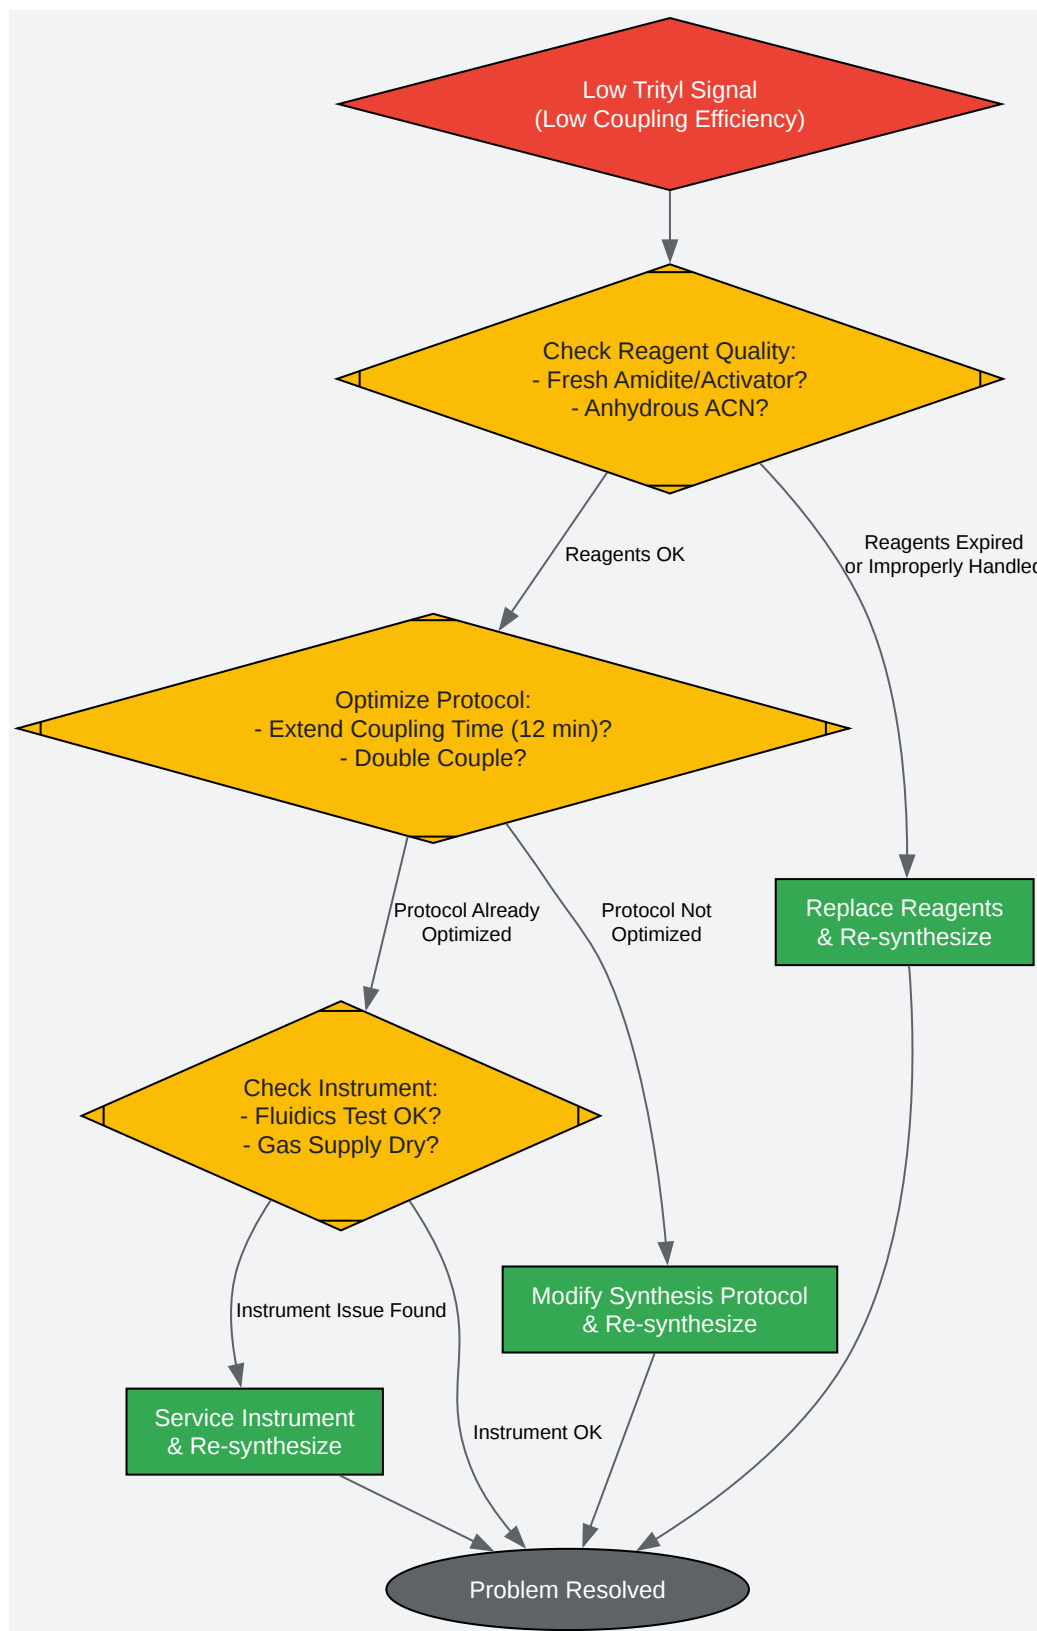 Low Trityl Signal
(Low Coupling Efficiency)
Check Reagent Quality:
- Fresh Amidite/Activator?
- Anhydrous ACN?
Reagents OK
Reagents Expired
or Improperly Handled
Optimize Protocol:
- Extend Coupling Time (12 min)?
- Double Couple?
Protocol Already
Optimized
Protocol Not
Optimized
Replace Reagents
& Re-synthesize
Check Instrument:
- Fluidics Test OK?
- Gas Supply Dry?
Instrument Issue Found
Modify Synthesis Protocol
& Re-synthesize
Service Instrument
& Re-synthesize
Instrument OK
Problem Resolved